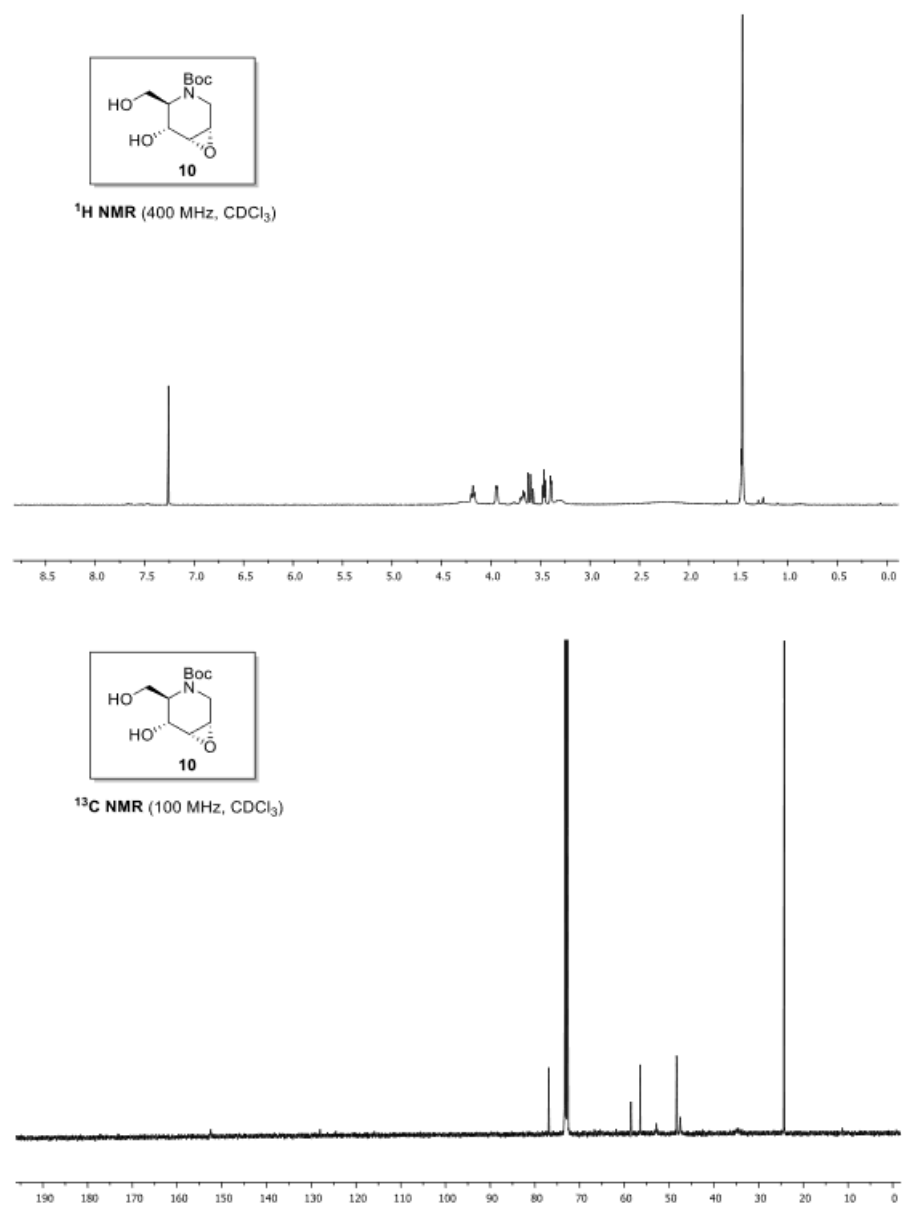 Boc
N
HO
HO
O
10
¹H NMR (400 MHz, CDCl₃)
8.5 8.0 7.5 7.0 6.5 6.0 5.5 5.0 4.5 4.0 3.5 3.0 2.5 2.0 1.5 1.0 0.5 0.0
Boc
N
HO
HO
O
10
¹³C NMR (100 MHz, CDCl₃)
190 180 170 160 150 140 130 120 110 100 90 80 70 60 50 40 30 20 10 0